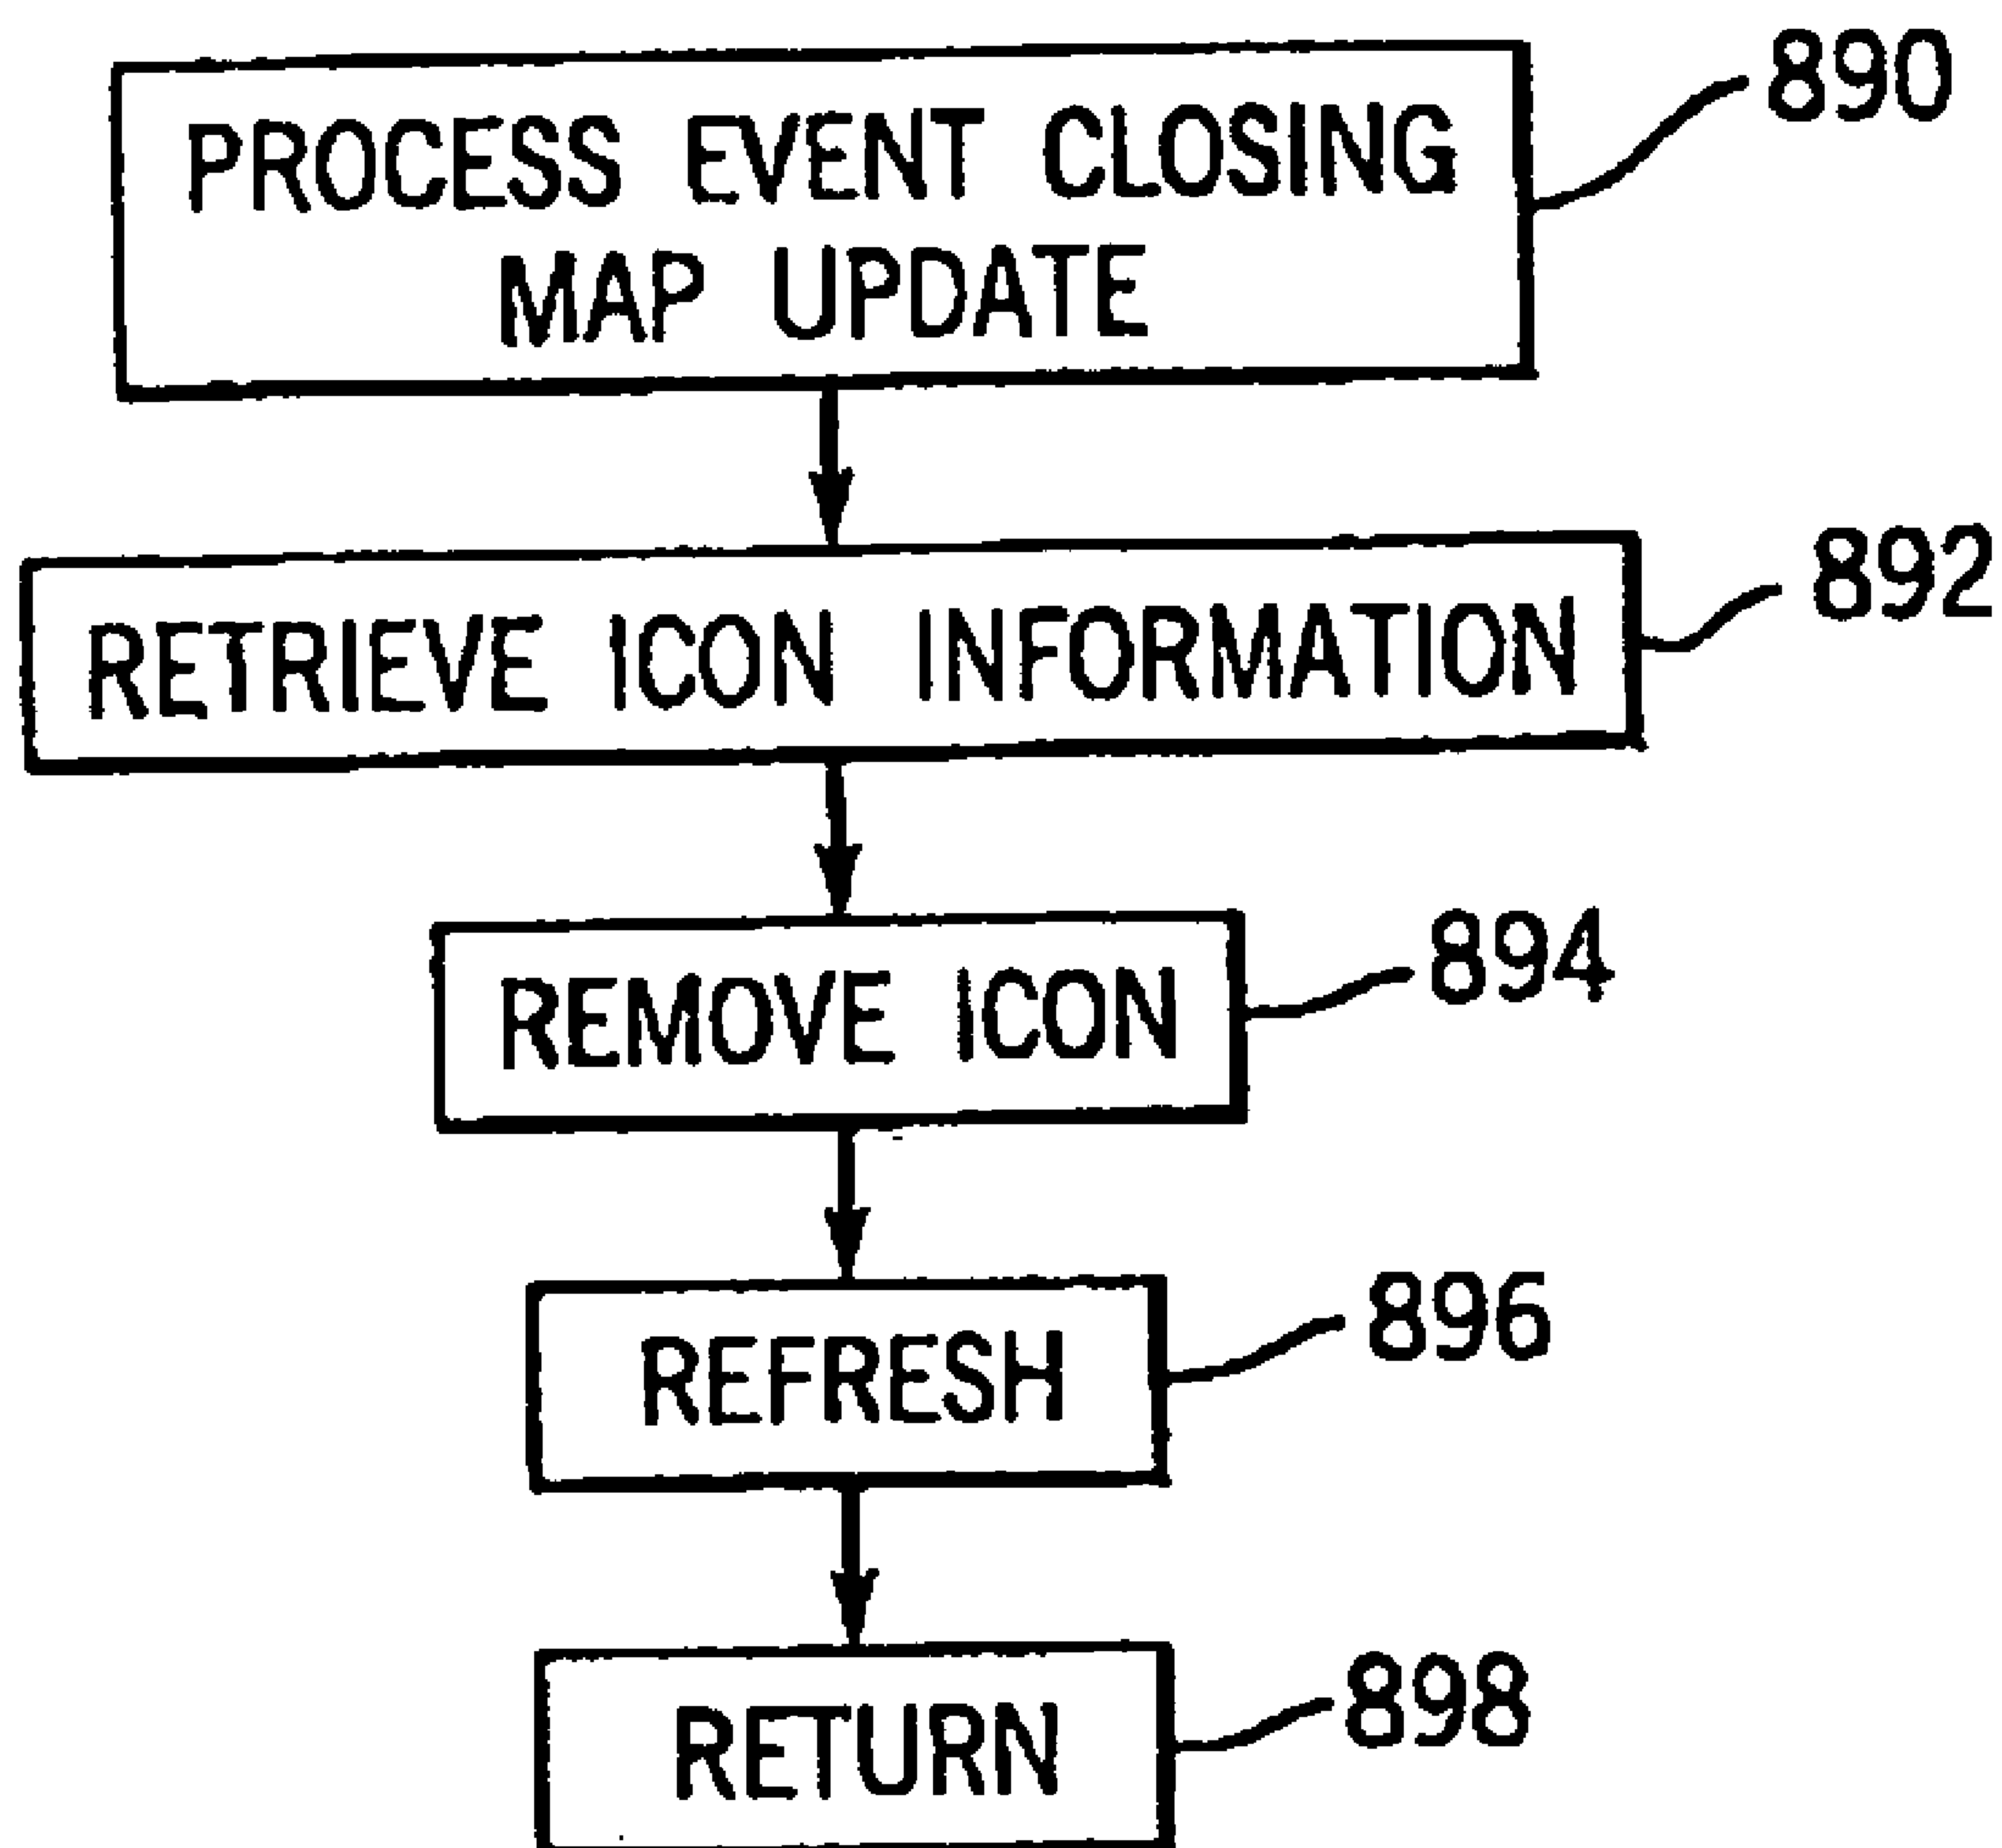 PROCESS EVENT CLOSING
MAP UPDATE
890
RETRIEVE ICON INFORMATION
892
REMOVE ICON
894
REFRESH
896
RETURN
898